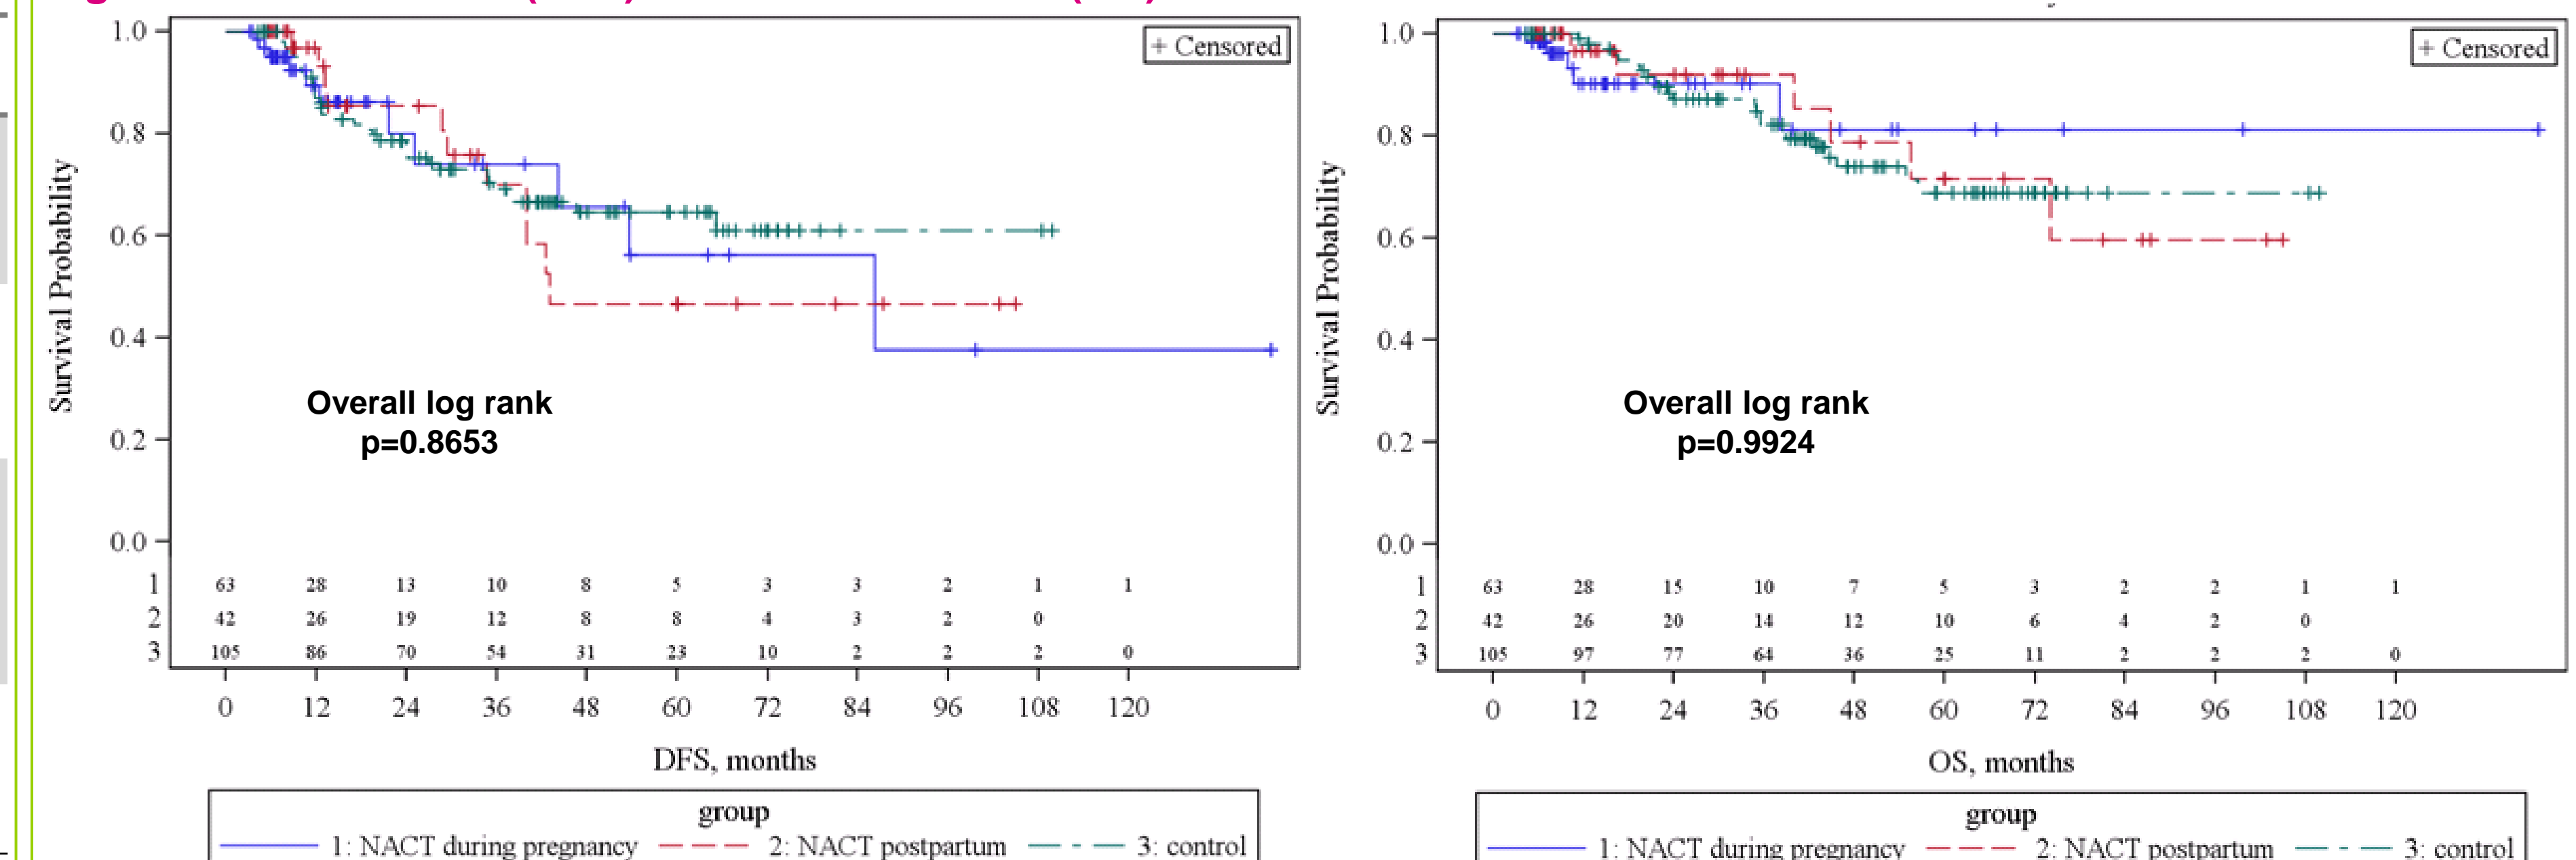 1.0
0.8
0.6
0.4
0.2
0.0
Survival Probability
+ Censored
Overall log rank
p=0.8653
1 63 28 13 10 8 5 3 3 2 1 1
2 42 26 19 12 8 8 4 3 2 0
3 105 86 70 54 31 23 10 2 2 2 0
0 12 24 36 48 60 72 84 96 108 120
DFS, months
group
1: NACT during pregnancy 2: NACT postpartum 3: control
1.0
0.8
0.6
0.4
0.2
0.0
Survival Probability
+ Censored
Overall log rank
p=0.9924
1 63 28 15 10 7 5 3 2 2 1 1
2 42 26 20 14 12 10 6 4 2 0
3 105 97 77 64 36 25 11 2 2 2 0
0 12 24 36 48 60 72 84 96 108 120
OS, months
group
1: NACT during pregnancy 2: NACT postpartum 3: control